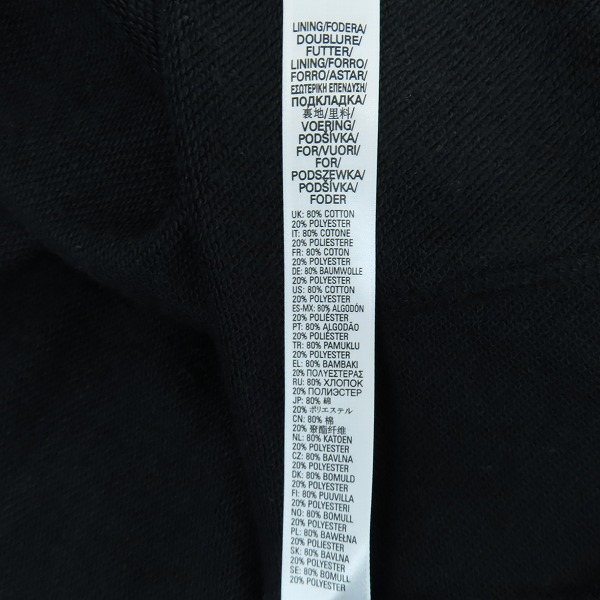 LINING/FODERA/
DOUBLURE/
FUTTER/
LINING/FORRO/
FORRO/ASTAR/
ΕΣΩΤΕΡΙΚΗ ΕΠΕΝΔΥΣΗ/
ПОДКЛАДКА/
裏地/里料/
VOERING/
PODŠÍVKA/
FOR/VUORI/
FOR/
PODSZEWKA/
PODŠÍVKA/
FODER
UK: 80% COTTON
20% POLYESTER
IT: 80% COTONE
20% POLIESTERE
FR: 80% COTON
20% POLYESTER
DE: 80% BAUMWOLLE
20% POLYESTER
US: 80% COTTON
20% POLYESTER
ES-MX: 80% ALGODÓN
20% POLIÉSTER
PT: 80% ALGODÃO
20% POLIÉSTER
TR: 80% PAMUKLU
20% POLYESTER
EL: 80% ΒΑΜΒΑΚΙ
20% ΠΟΛΥΕΣΤΕΡΑΣ
RU: 80% ХЛОПОК
20% ПОЛИЭСТЕР
JP: 80% 綿
20% ポリエステル
CN: 80% 棉
20% 聚酯纤维
NL: 80% KATOEN
20% POLYESTER
CZ: 80% BAVLNA
20% POLYESTER
DK: 80% BOMULD
20% POLYESTER
FI: 80% PUUVILLA
20% POLYESTERI
NO: 80% BOMULL
20% POLYESTER
PL: 80% BAWEŁNA
20% POLIESTER
SK: 80% BAVLNA
20% POLYESTER
SE: 80% BOMULL
20% POLYESTER